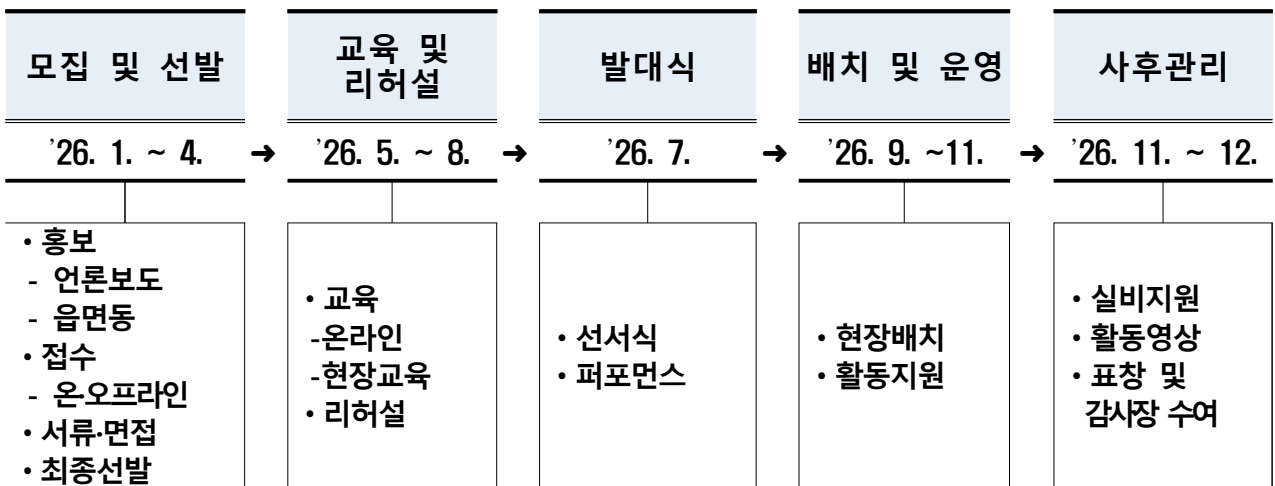 모집 및 선발
교육 및
리허설
발대식
배치 및 운영
사후관리
’26. 1. ~ 4. ➜ ’26. 5. ~ 8. ➜ ’26. 7. ➜ ’26. 9. ~11. ➜ ’26. 11. ~ 12.
・홍보
- 언론보도
- 읍면동
・접수
- 온·오프라인
・서류·면접
・최종선발
・교육
-온라인
-현장교육
・리허설
・선서식
・퍼포먼스
・현장배치
・활동지원
・실비지원
・활동영상
・표창 및
감사장 수여